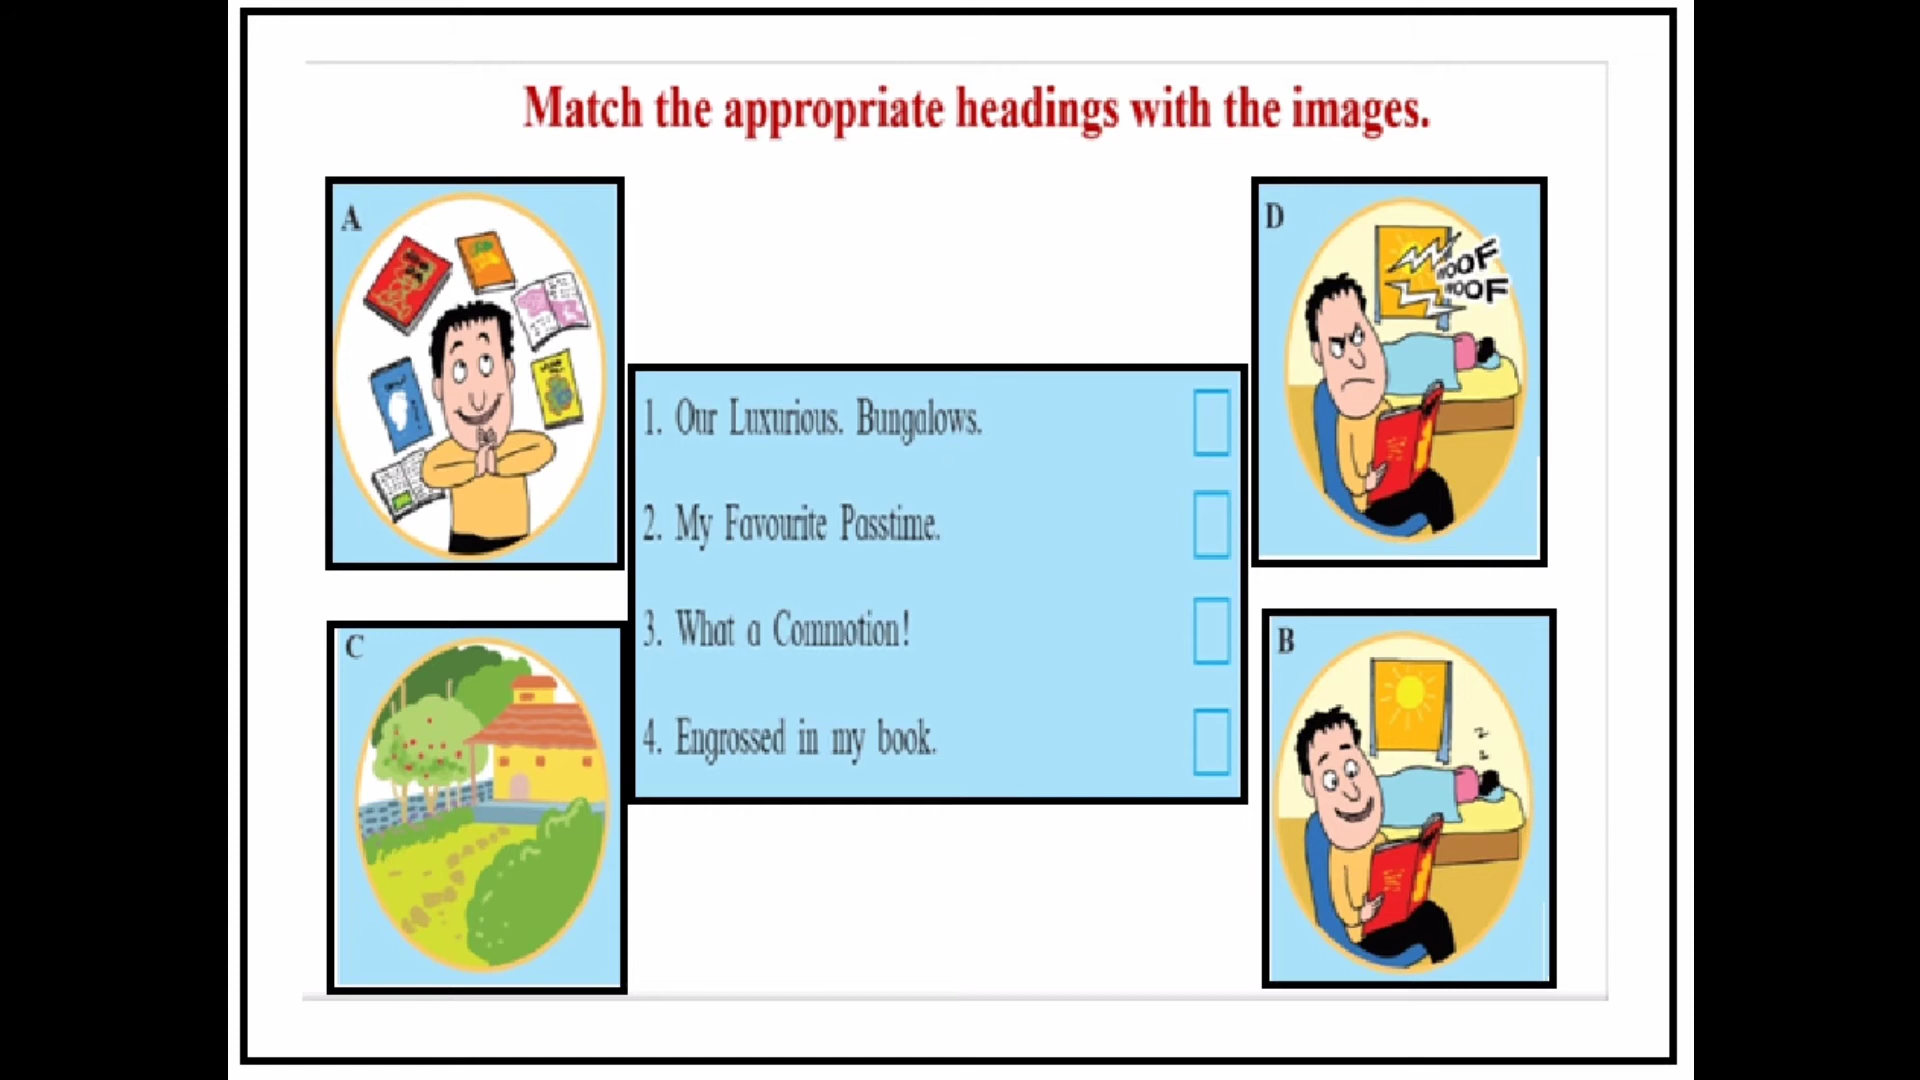 Match the appropriate headings with the images.
A
D
WOOF
WOOF
1. Our Luxurious. Bungalows.
2. My Favourite Passtime.
3. What a Commotion!
4. Engrossed in my book.
C
B
z
z